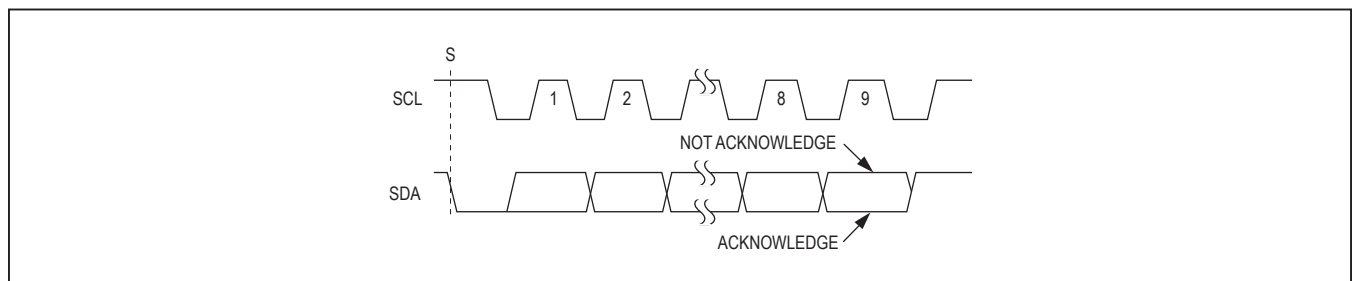 S
SCL 1 2 8 9
NOT ACKNOWLEDGE
SDA
ACKNOWLEDGE